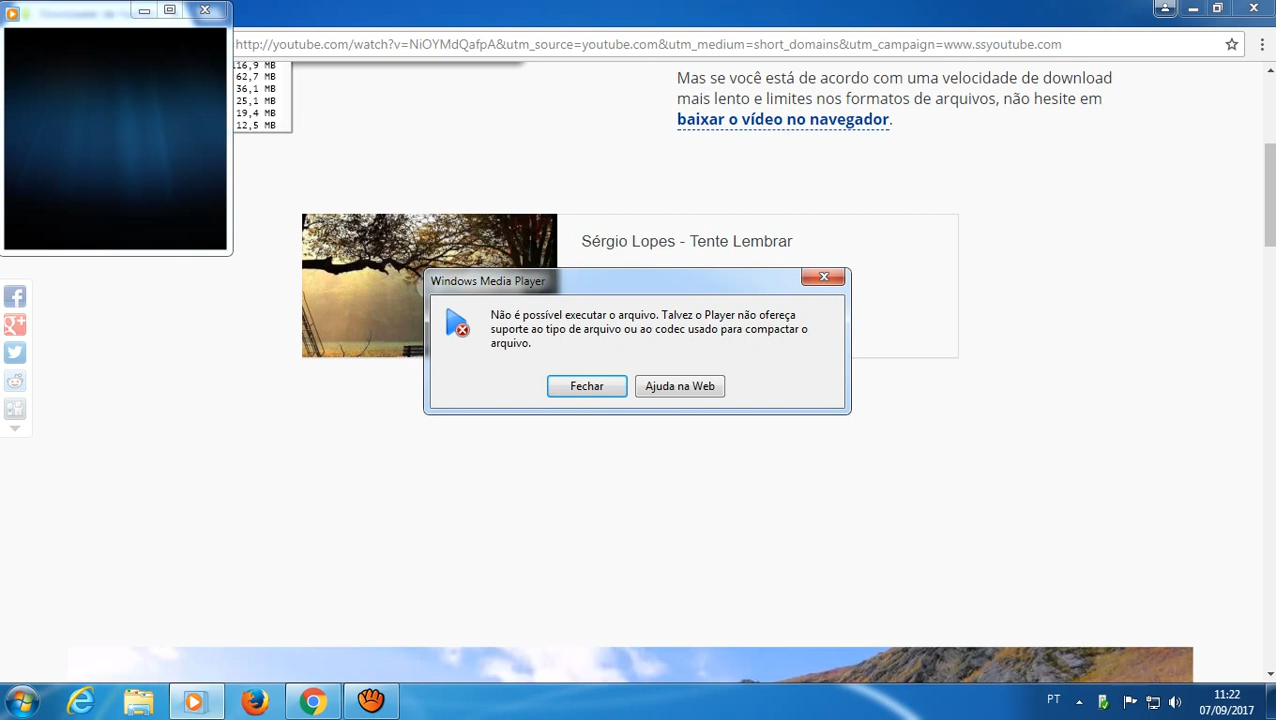 http://youtube.com/watch?v=NiOYMdQafpA&utm_source=youtube.com&utm_medium=short_domains&utm_campaign=www.ssyoutube.com
116,9 MB
62,7 MB
36,1 MB
25,1 MB
19,4 MB
12,5 MB
Mas se você está de acordo com uma velocidade de download
mais lento e limites nos formatos de arquivos, não hesite em
baixar o vídeo no navegador.
Sérgio Lopes - Tente Lembrar
Windows Media Player
Não é possível executar o arquivo. Talvez o Player não ofereça
suporte ao tipo de arquivo ou ao codec usado para compactar o
arquivo.
Fechar
Ajuda na Web
PT
11:22
07/09/2017